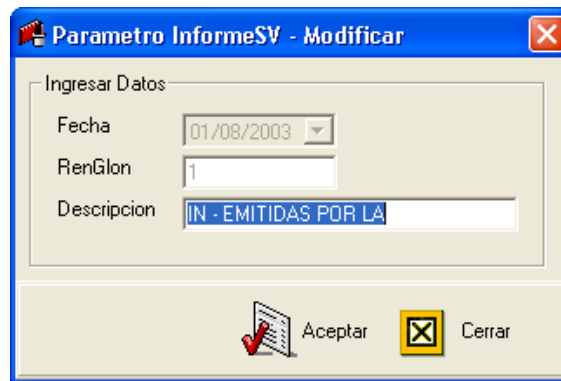 Parametro InformeSV - Modificar
Ingresar Datos
Fecha 01/08/2003
RenGlon 1
Descripcion IN - EMITIDAS POR LA
Aceptar Cerrar